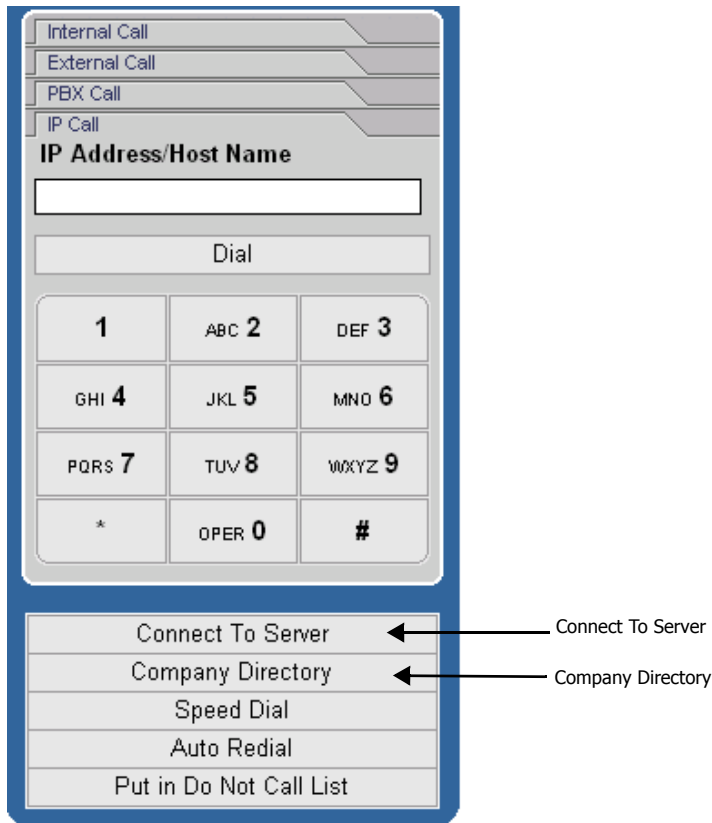 Internal Call
External Call
PBX Call
IP Call
IP Address/Host Name
Dial
1
ABC 2
DEF 3
GHI 4
JKL 5
MNO 6
PQRS 7
TUV 8
WXYZ 9
*
OPER 0
#
Connect To Server
Connect To Server
Company Directory
Company Directory
Speed Dial
Auto Redial
Put in Do Not Call List